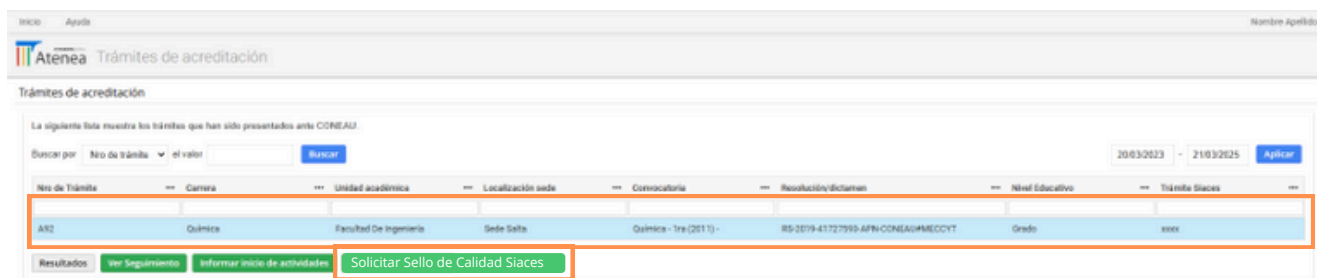 Inicio Ayuda Nombre Apellido
Atenea Trámites de acreditación
Trámites de acreditación
La siguiente lista muestra los trámites que han sido presentados ante CONEAU.
Buscar por Nro de trámite el valor Buscar 20/03/2023 - 21/03/2025 Aplicar
Nro de Trámite ••• Carrera ••• Unidad académica ••• Localización sede ••• Convocatoria ••• Resolución/dictamen ••• Nivel Educativo ••• Trámite Siaces •••
Química Facultad De Ingeniería Sede Salta Química - 1ra (2011) - RS-2019-41727593-APN-CONEAU#MECCYT Grado xxxx
Resultados Ver Seguimiento Informar inicio de actividades Solicitar Sello de Calidad Siaces